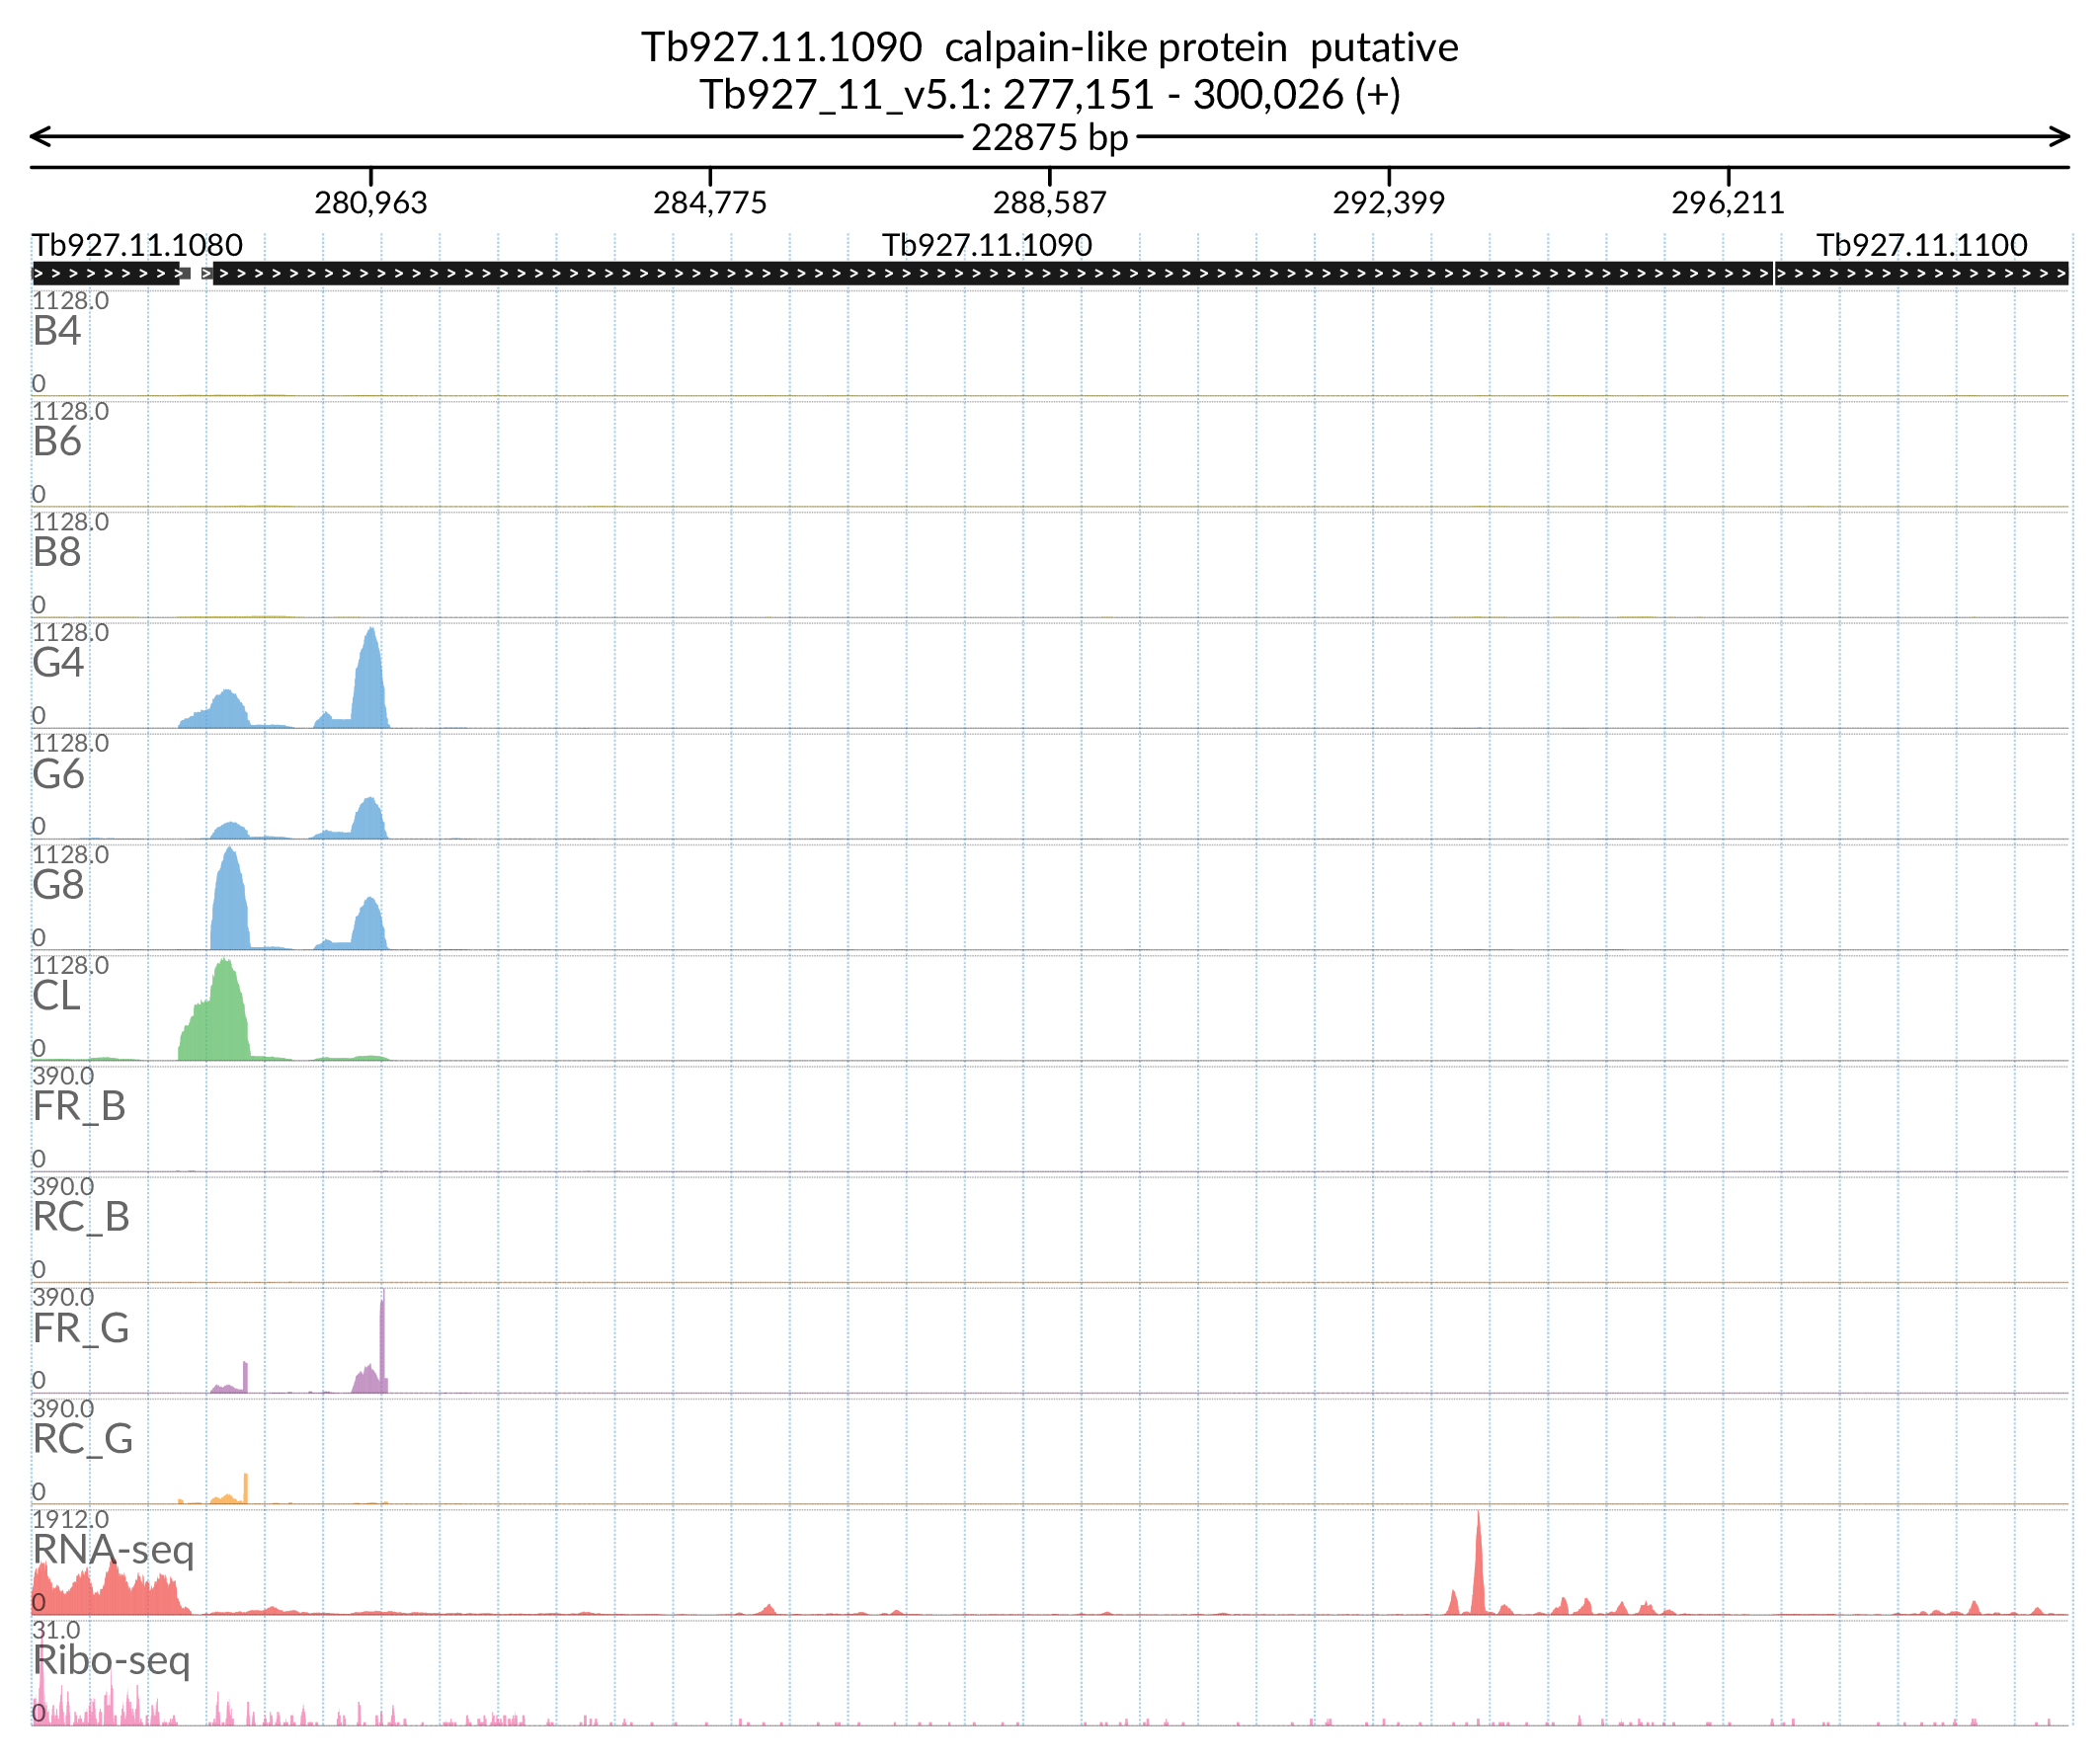 Tb927.11.1090  calpain-like protein  putative
Tb927_11_v5.1: 277,151 - 300,026 (+)
22875 bp
280,963 284,775 288,587 292,399 296,211
Tb927.11.1080 Tb927.11.1090 Tb927.11.1100
1128.0
B4
0
1128.0
B6
0
1128.0
B8
0
1128.0
G4
0
1128.0
G6
0
1128.0
G8
0
1128.0
CL
0
390.0
FR_B
0
390.0
RC_B
0
390.0
FR_G
0
390.0
RC_G
0
1912.0
RNA-seq
0
31.0
Ribo-seq
0